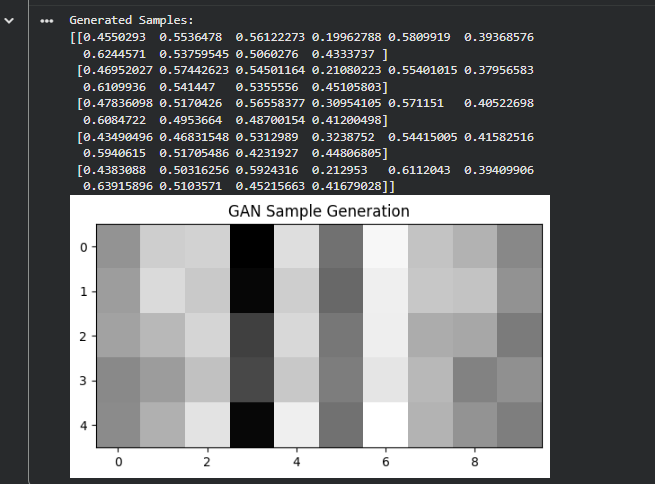 Generated Samples:
[[0.4550293  0.5536478  0.56122273 0.19962788 0.5809919  0.39368576
  0.6244571  0.53759545 0.5060276  0.4333737 ]
 [0.46952027 0.57442623 0.54501164 0.21080223 0.55401015 0.37956583
  0.6109936  0.541447   0.5355556  0.45105803]
 [0.47836098 0.5170426  0.56558377 0.30954105 0.571151   0.40522698
  0.6084722  0.4953664  0.48700154 0.41200498]
 [0.43490496 0.46831548 0.5312989  0.3238752  0.54415005 0.41582516
  0.5940615  0.51705486 0.4231927  0.44806805]
 [0.4383088  0.50316256 0.5924316  0.212953   0.6112043  0.39409906
  0.63915896 0.5103571  0.45215663 0.41679028]]
GAN Sample Generation
0
1
2
3
4
0 2 4 6 8